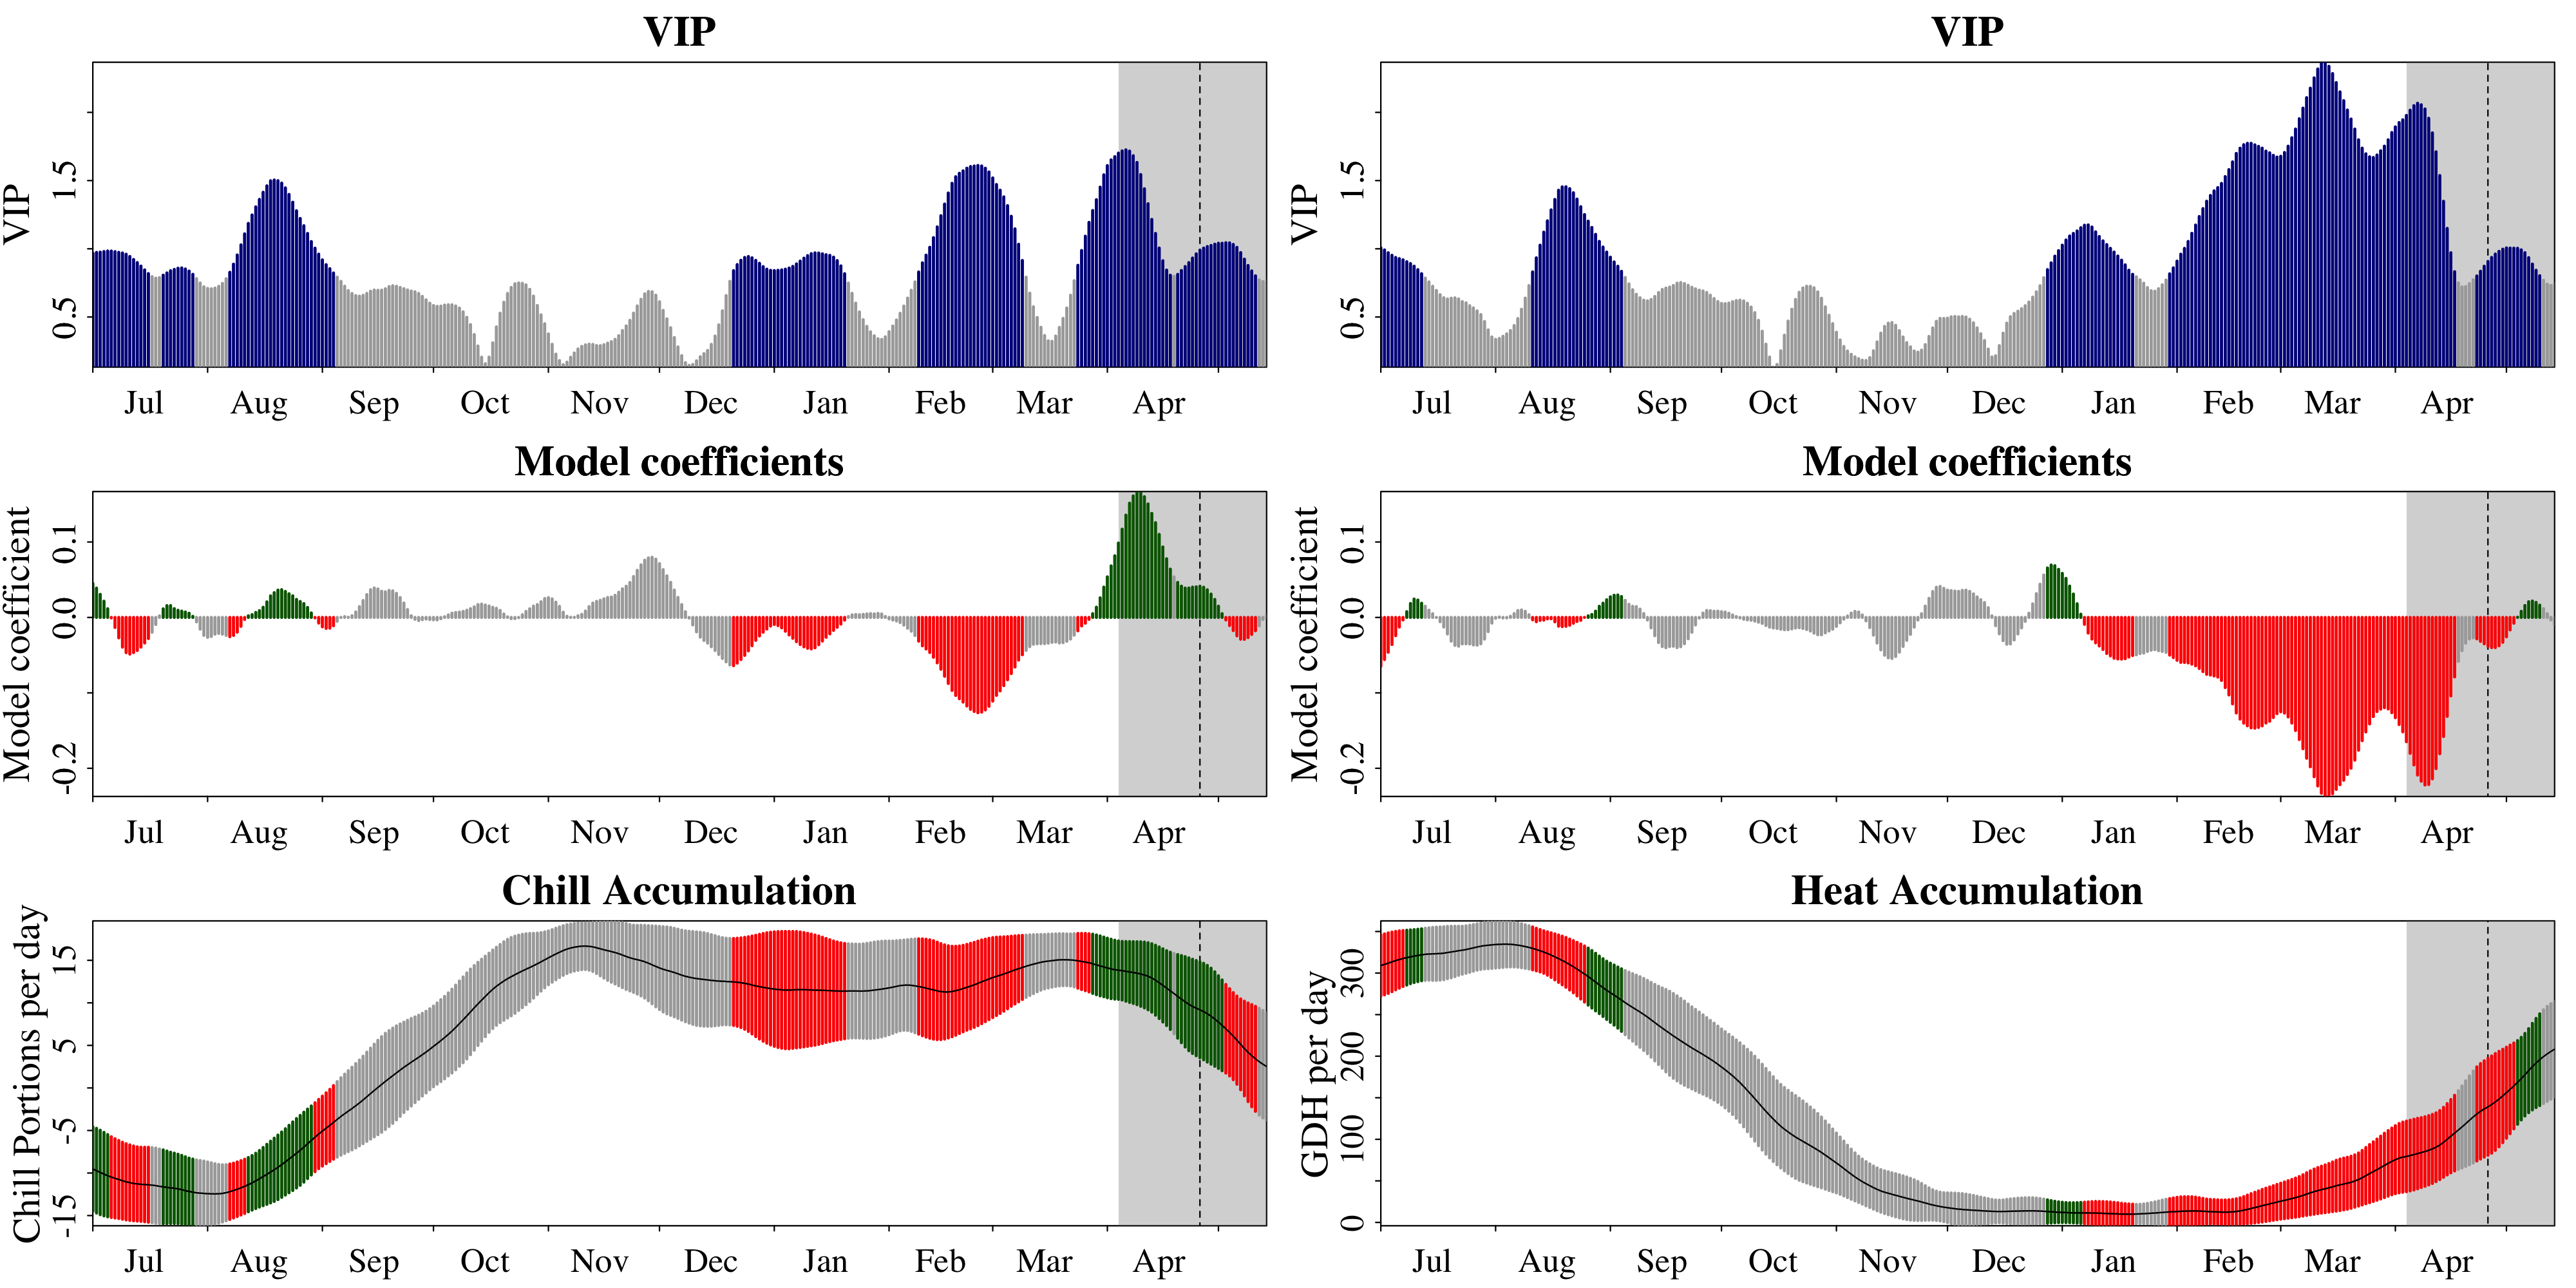 VIP
VIP
VIP
0.5
1.5
Jul Aug Sep Oct Nov Dec Jan Feb Mar Apr
VIP
0.5
1.5
Jul Aug Sep Oct Nov Dec Jan Feb Mar Apr
Model coefficients
Model coefficients
Model coefficient
-0.2
0.0
0.1
Jul Aug Sep Oct Nov Dec Jan Feb Mar Apr
Model coefficient
-0.2
0.0
0.1
Jul Aug Sep Oct Nov Dec Jan Feb Mar Apr
Chill Accumulation
Heat Accumulation
Chill Portions per day
-15
-5
5
15
Jul Aug Sep Oct Nov Dec Jan Feb Mar Apr
GDH per day
0
100
200
300
Jul Aug Sep Oct Nov Dec Jan Feb Mar Apr